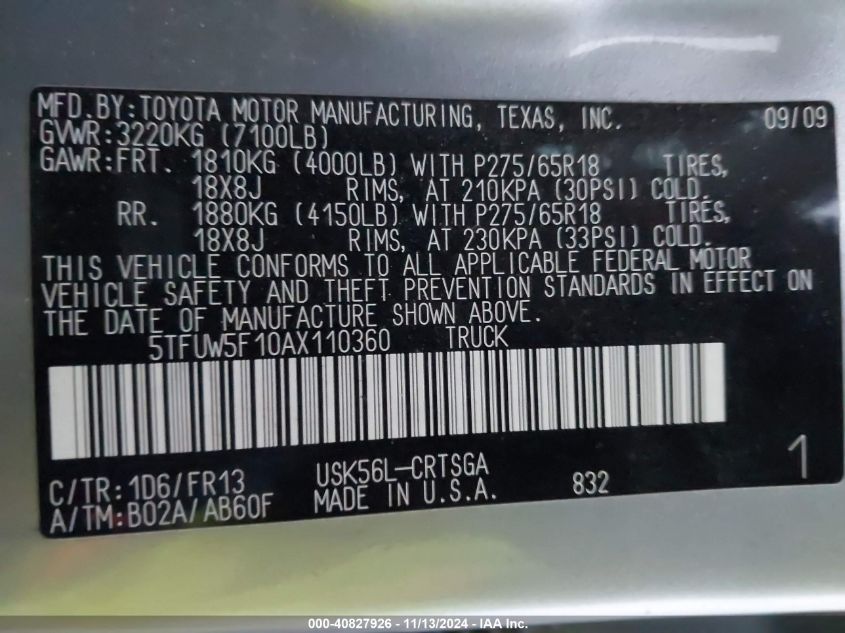 MFD.BY:TOYOTA MOTOR MANUFACTURING, TEXAS, INC. 09/09
GVWR:3220KG (7100LB)
GAWR:FRT. 1810KG (4000LB) WITH P275/65R18 TIRES,
18X8J RIMS, AT 210KPA (30PSI) COLD.
RR. 1880KG (4150LB) WITH P275/65R18 TIRES,
18X8J RIMS, AT 230KPA (33PSI) COLD.
THIS VEHICLE CONFORMS TO ALL APPLICABLE FEDERAL MOTOR
VEHICLE SAFETY AND THEFT PREVENTION STANDARDS IN EFFECT ON
THE DATE OF MANUFACTURE SHOWN ABOVE.
5TFUW5F10AX110360 TRUCK
C/TR:1D6/FR13 USK56L-CRTSGA
A/TM:B02A/AB60F MADE IN U.S.A. 832 1
000-40827926 - 11/13/2024 - IAA Inc.